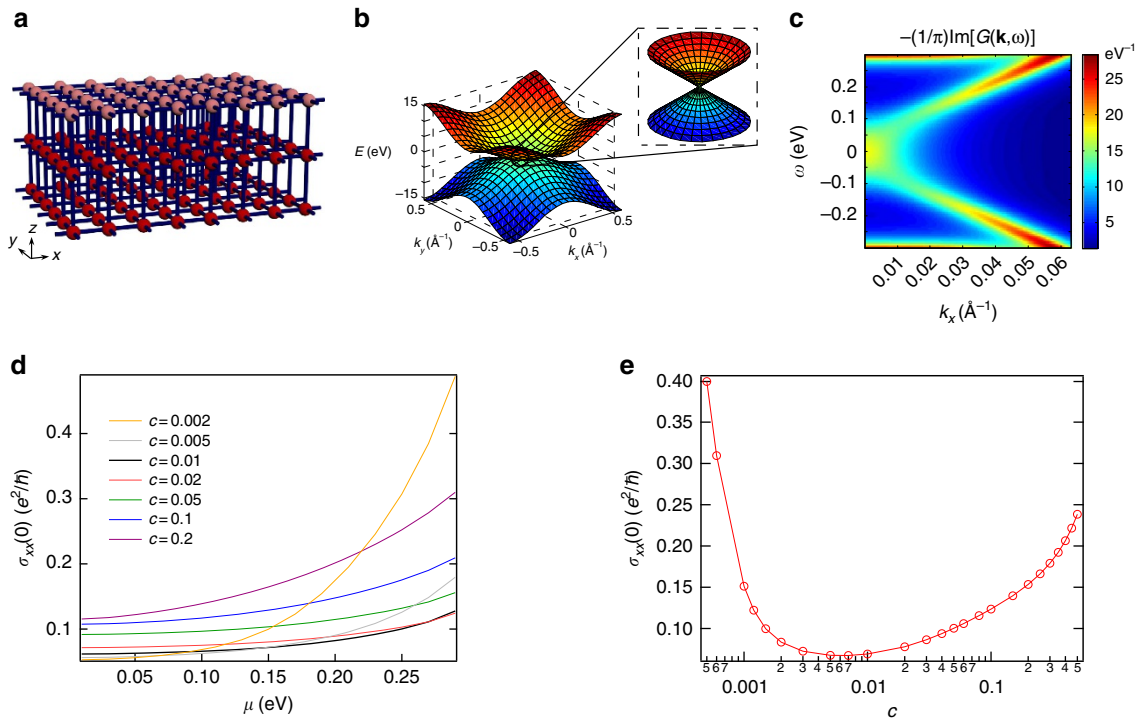 a
z
y
x
b
15
E (eV)
0
−15
0.5
k_y (Å⁻¹)
0
−0.5
−0.5
0
k_x (Å⁻¹)
0.5
c
−(1/π)Im[G(k,ω)]
eV⁻¹
ω (eV)
0.2
0.1
0
−0.1
−0.2
25
20
15
10
5
0.01
0.02
0.03
0.04
0.05
0.06
k_x (Å⁻¹)
d
σ_xx(0) (e²/ℏ)
0.4
0.3
0.2
0.1
c = 0.002
c = 0.005
c = 0.01
c = 0.02
c = 0.05
c = 0.1
c = 0.2
0.05
0.10
0.15
0.20
0.25
μ (eV)
e
σ_xx(0) (e²/ℏ)
0.40
0.35
0.30
0.25
0.20
0.15
0.10
5 6 7 2 3 4 5 6 7 2 3 4 5 6 7 2 3 4 5
0.001
0.01
0.1
c